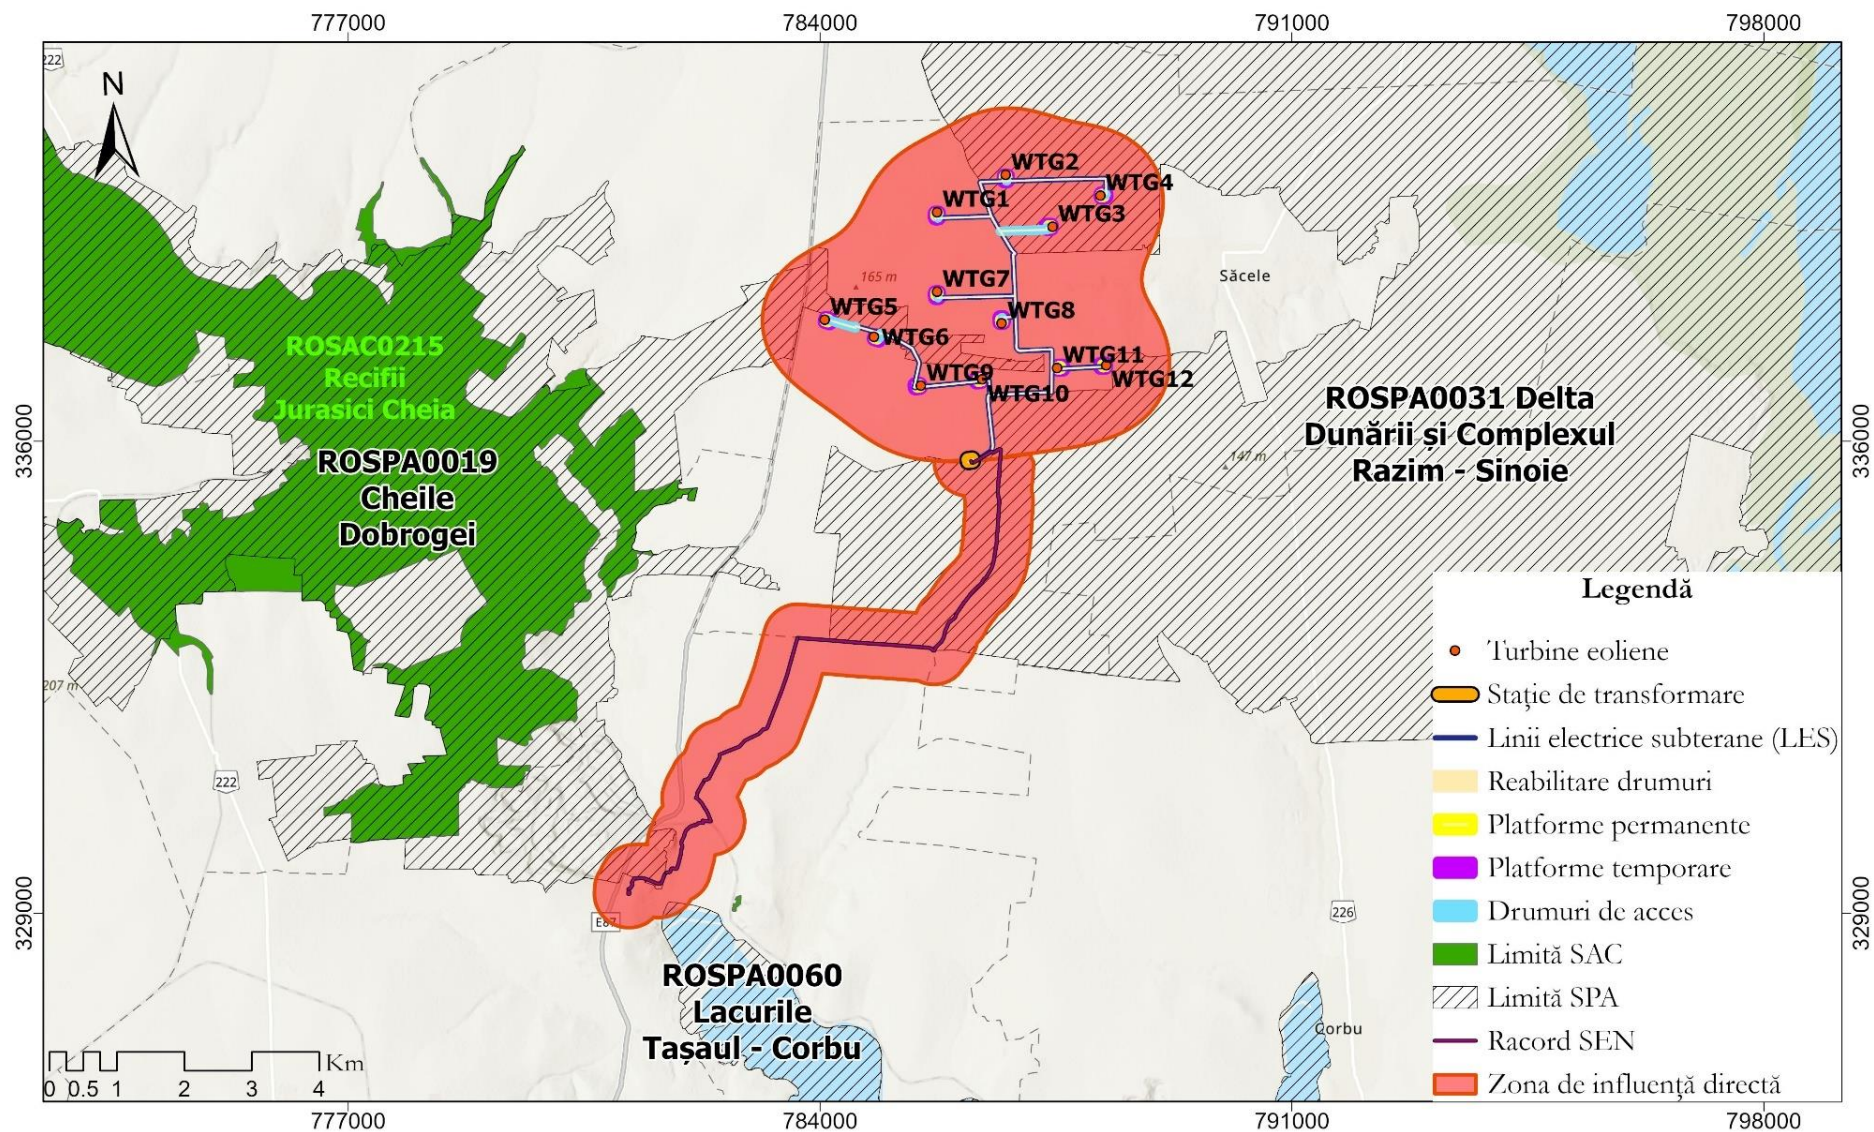 777000
784000
791000
798000
222
N
WTG2
WTG4
WTG1
WTG3
165 m
WTG7
Săcele
WTG5
WTG8
WTG6
ROSAC0215
Recifii
Jurasici Cheia
WTG11
WTG9
WTG12
WTG10
ROSPA0031 Delta
Dunării și Complexul
Razim - Sinoie
336000
336000
ROSPA0019
Cheile
Dobrogei
147 m
Legendă
Turbine eoliene
Stație de transformare
Linii electrice subterane (LES)
Reabilitare drumuri
Platforme permanente
Platforme temporare
Drumuri de acces
Limită SAC
Limită SPA
Racord SEN
Zona de influență directă
207 m
222
329000
329000
E87
226
ROSPA0060
Lacurile
Tașaul - Corbu
Corbu
Km
0 0.5 1 2 3 4
777000
784000
791000
798000